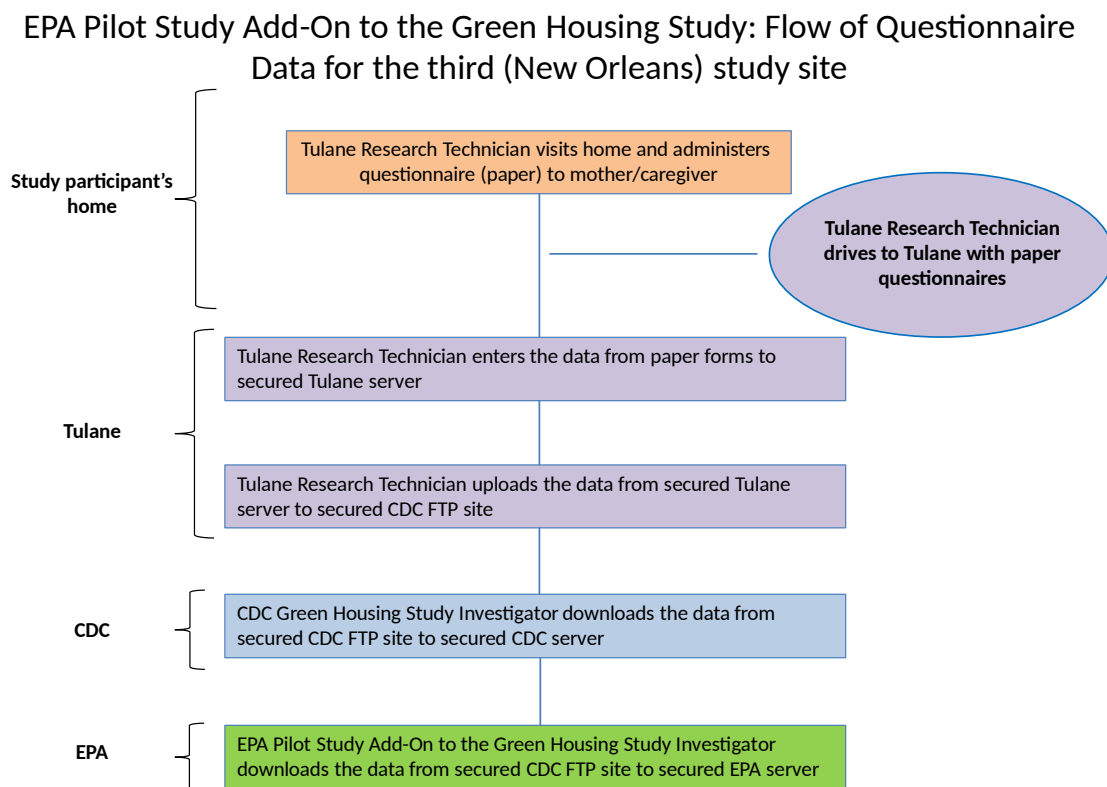 EPA Pilot Study Add-On to the Green Housing Study: Flow of Questionnaire
Data for the third (New Orleans) study site
Study participant’s
home
Tulane Research Technician visits home and administers
questionnaire (paper) to mother/caregiver
Tulane Research Technician
drives to Tulane with paper
questionnaires
Tulane
Tulane Research Technician enters the data from paper forms to
secured Tulane server
Tulane Research Technician uploads the data from secured Tulane
server to secured CDC FTP site
CDC
CDC Green Housing Study Investigator downloads the data from
secured CDC FTP site to secured CDC server
EPA
EPA Pilot Study Add-On to the Green Housing Study Investigator
downloads the data from secured CDC FTP site to secured EPA server